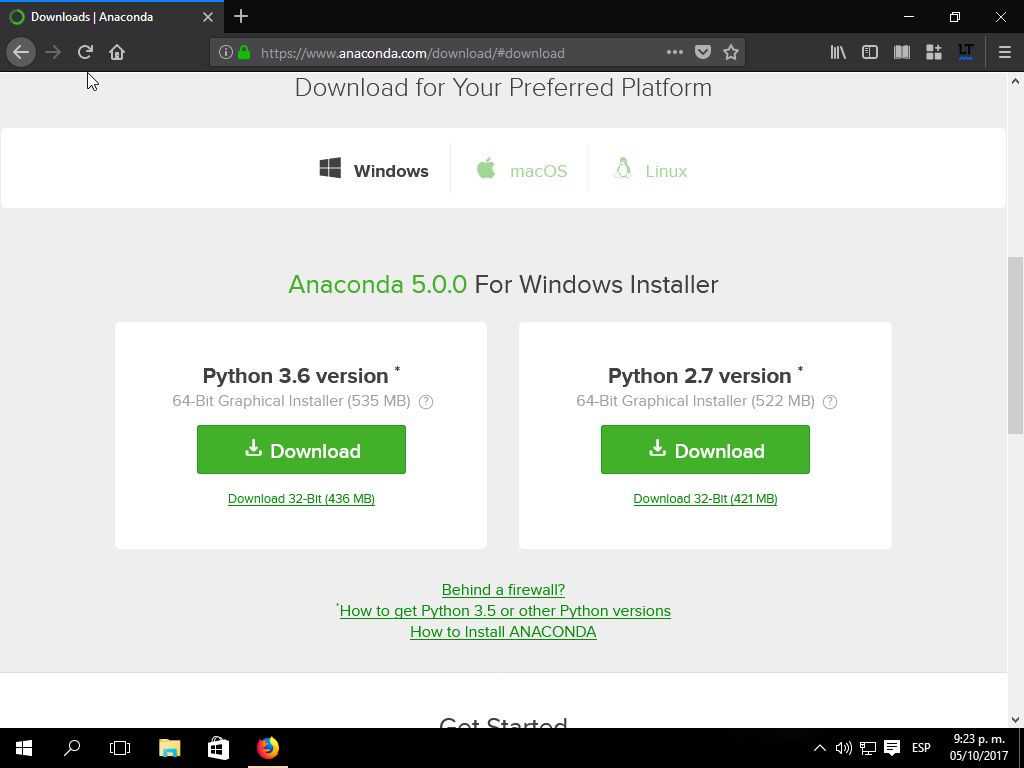 Downloads | Anaconda
https://www.anaconda.com/download/#download
LT
Download for Your Preferred Platform
Windows
macOS
Linux
Anaconda 5.0.0 For Windows Installer
Python 3.6 version *
64-Bit Graphical Installer (535 MB) ?
Download
Download 32-Bit (436 MB)
Python 2.7 version *
64-Bit Graphical Installer (522 MB) ?
Download
Download 32-Bit (421 MB)
Behind a firewall?
*How to get Python 3.5 or other Python versions
How to Install ANACONDA
Get Started
ESP
9:23 p. m.
05/10/2017